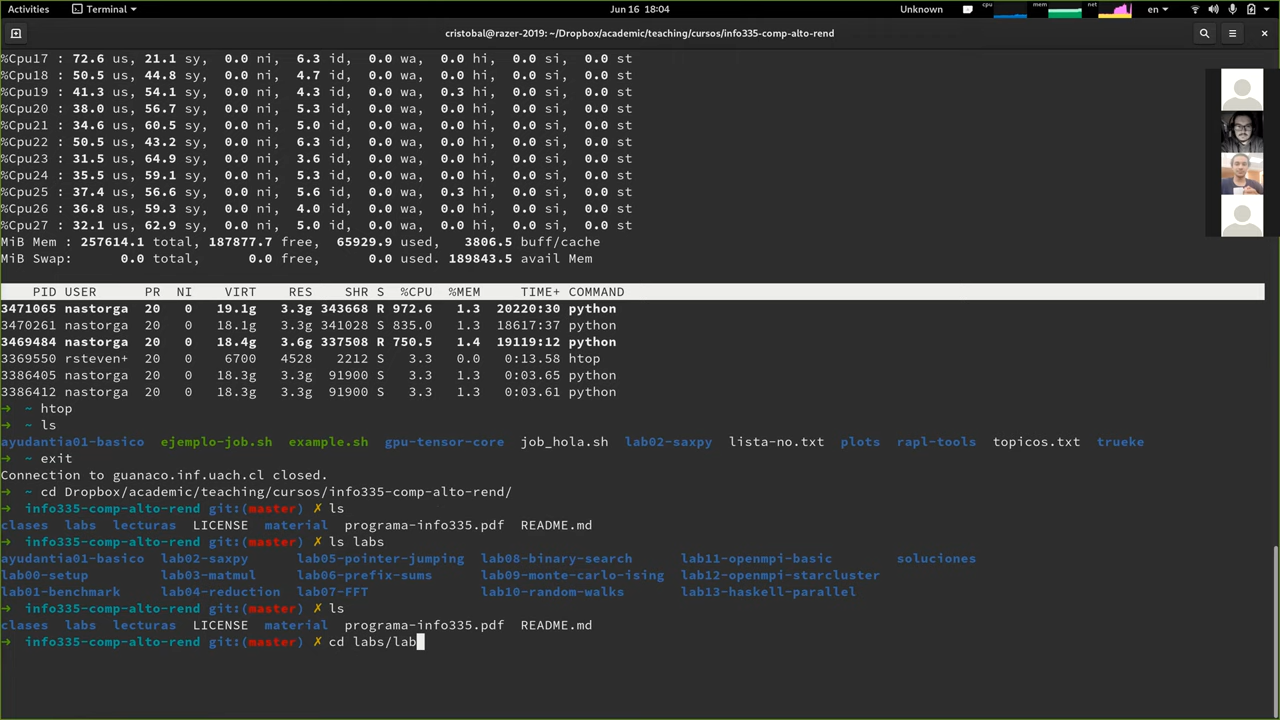 Activities Terminal Jun 16 18:04 Unknown cpu mem net en
cristobal@razer-2019: ~/Dropbox/academic/teaching/cursos/info335-comp-alto-rend
%Cpu17 : 72.6 us, 21.1 sy, 0.0 ni, 6.3 id, 0.0 wa, 0.0 hi, 0.0 si, 0.0 st
%Cpu18 : 50.5 us, 44.8 sy, 0.0 ni, 4.7 id, 0.0 wa, 0.0 hi, 0.0 si, 0.0 st
%Cpu19 : 41.3 us, 54.1 sy, 0.0 ni, 4.3 id, 0.0 wa, 0.3 hi, 0.0 si, 0.0 st
%Cpu20 : 38.0 us, 56.7 sy, 0.0 ni, 5.3 id, 0.0 wa, 0.0 hi, 0.0 si, 0.0 st
%Cpu21 : 34.6 us, 60.5 sy, 0.0 ni, 5.0 id, 0.0 wa, 0.0 hi, 0.0 si, 0.0 st
%Cpu22 : 50.5 us, 43.2 sy, 0.0 ni, 6.3 id, 0.0 wa, 0.0 hi, 0.0 si, 0.0 st
%Cpu23 : 31.5 us, 64.9 sy, 0.0 ni, 3.6 id, 0.0 wa, 0.0 hi, 0.0 si, 0.0 st
%Cpu24 : 35.5 us, 59.1 sy, 0.0 ni, 5.3 id, 0.0 wa, 0.0 hi, 0.0 si, 0.0 st
%Cpu25 : 37.4 us, 56.6 sy, 0.0 ni, 5.6 id, 0.0 wa, 0.3 hi, 0.0 si, 0.0 st
%Cpu26 : 36.8 us, 59.3 sy, 0.0 ni, 4.0 id, 0.0 wa, 0.0 hi, 0.0 si, 0.0 st
%Cpu27 : 32.1 us, 62.9 sy, 0.0 ni, 5.0 id, 0.0 wa, 0.0 hi, 0.0 si, 0.0 st
MiB Mem : 257614.1 total, 187877.7 free, 65929.9 used, 3806.5 buff/cache
MiB Swap: 0.0 total, 0.0 free, 0.0 used. 189843.5 avail Mem
PID USER PR NI VIRT RES SHR S %CPU %MEM TIME+ COMMAND
3471065 nastorga 20 0 19.1g 3.3g 343668 R 972.6 1.3 20220:30 python
3470261 nastorga 20 0 18.1g 3.3g 341028 S 835.0 1.3 18617:37 python
3469484 nastorga 20 0 18.4g 3.6g 337508 R 750.5 1.4 19119:12 python
3369550 rsteven+ 20 0 6700 4528 2212 S 3.3 0.0 0:13.58 htop
3386405 nastorga 20 0 18.3g 3.3g 91900 S 3.3 1.3 0:03.65 python
3386412 nastorga 20 0 18.3g 3.3g 91900 S 3.3 1.3 0:03.61 python
→ ~ htop
→ ~ ls
ayudantia01-basico ejemplo-job.sh example.sh gpu-tensor-core job_hola.sh lab02-saxpy lista-no.txt plots rapl-tools topicos.txt trueke
→ ~ exit
Connection to guanaco.inf.uach.cl closed.
→ ~ cd Dropbox/academic/teaching/cursos/info335-comp-alto-rend/
→ info335-comp-alto-rend git:(master) ✗ ls
clases labs lecturas LICENSE material programa-info335.pdf README.md
→ info335-comp-alto-rend git:(master) ✗ ls labs
ayudantia01-basico lab02-saxpy lab05-pointer-jumping lab08-binary-search lab11-openmpi-basic soluciones
lab00-setup lab03-matmul lab06-prefix-sums lab09-monte-carlo-ising lab12-openmpi-starcluster
lab01-benchmark lab04-reduction lab07-FFT lab10-random-walks lab13-haskell-parallel
→ info335-comp-alto-rend git:(master) ✗ ls
clases labs lecturas LICENSE material programa-info335.pdf README.md
→ info335-comp-alto-rend git:(master) ✗ cd labs/lab